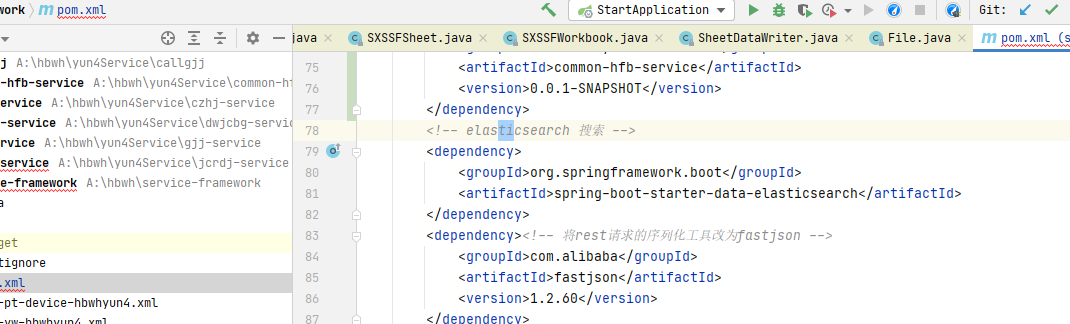 work > m pom.xml
StartApplication
Git:
java
SXSSFSheet.java
SXSSFWorkbook.java
SheetDataWriter.java
File.java
pom.xml (s
j A:\hbwh\yun4Service\callgjj
-hfb-service A:\hbwh\yun4Service\common-hf
service A:\hbwh\yun4Service\czhj-service
-service A:\hbwh\yun4Service\dwjcbg-servic
rvice A:\hbwh\yun4Service\gjj-service
service A:\hbwh\yun4Service\jcrdj-service
e-framework A:\hbwh\service-framework
a
get
tignore
.xml
-pt-device-hbwhyun4.xml
-yw-hbwhyun4.xml
75 <artifactId>common-hfb-service</artifactId>
76 <version>0.0.1-SNAPSHOT</version>
77 </dependency>
78 <!-- elasticsearch 搜索 -->
79 <dependency>
80 <groupId>org.springframework.boot</groupId>
81 <artifactId>spring-boot-starter-data-elasticsearch</artifactId>
82 </dependency>
83 <dependency><!-- 将rest请求的序列化工具改为fastjson -->
84 <groupId>com.alibaba</groupId>
85 <artifactId>fastjson</artifactId>
86 <version>1.2.60</version>
87 </dependency>